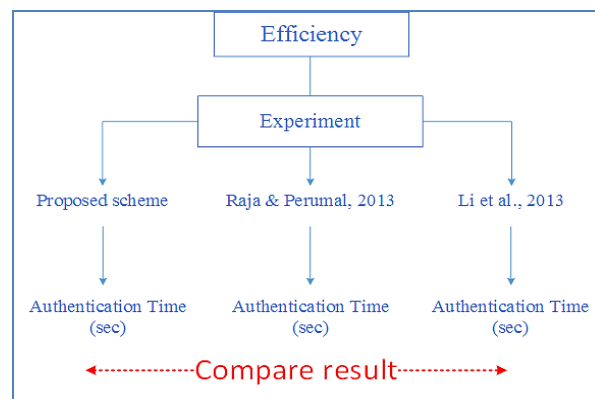 Efficiency
Experiment
Proposed scheme
Raja & Perumal, 2013
Li et al., 2013
Authentication Time
(sec)
Authentication Time
(sec)
Authentication Time
(sec)
Compare result